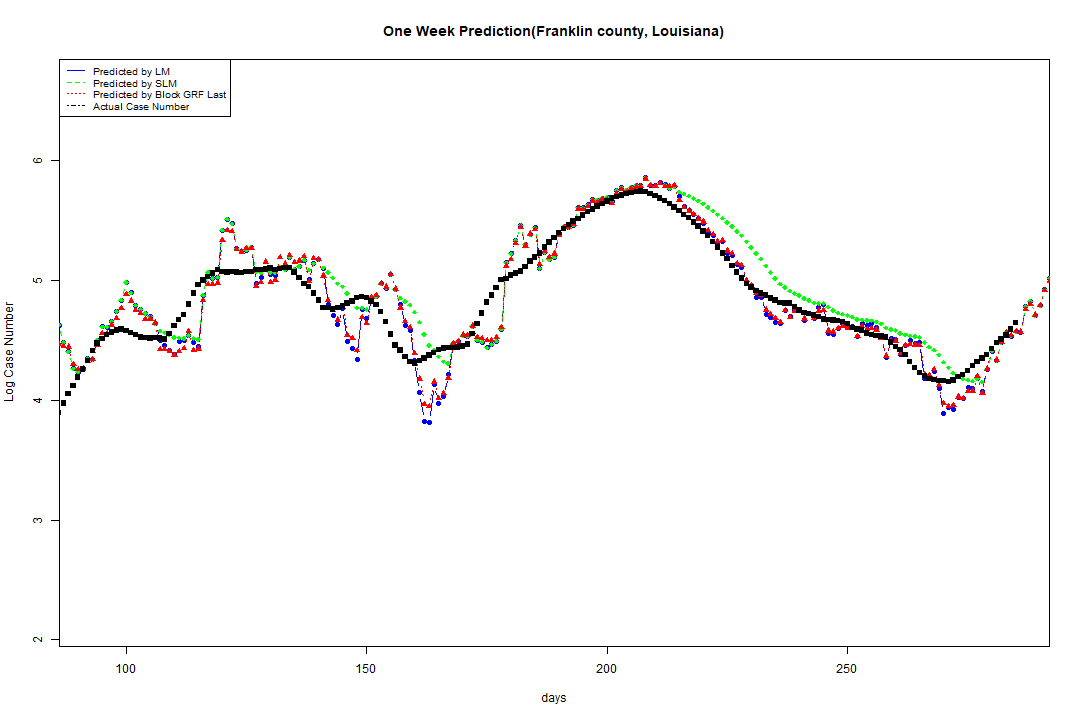 One Week Prediction(Franklin county, Louisiana)
Predicted by LM
Predicted by SLM
Predicted by Block GRF Last
Actual Case Number
6
5
4
3
2
Log Case Number
100 150 200 250
days